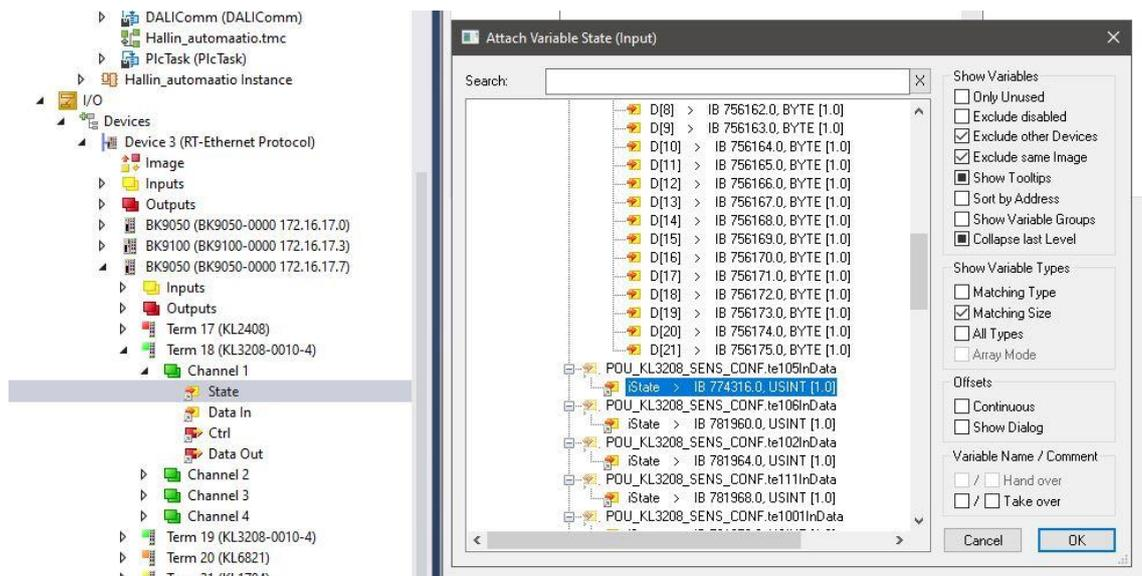 DALIComm (DALIComm)
Hallin_automaatio.tmc
PlcTask (PlcTask)
Hallin_automaatio Instance
I/O
Devices
Device 3 (RT-Ethernet Protocol)
Image
Inputs
Outputs
BK9050 (BK9050-0000 172.16.17.0)
BK9100 (BK9100-0000 172.16.17.3)
BK9050 (BK9050-0000 172.16.17.7)
Inputs
Outputs
Term 17 (KL2408)
Term 18 (KL3208-0010-4)
Channel 1
State
Data In
Ctrl
Data Out
Channel 2
Channel 3
Channel 4
Term 19 (KL3208-0010-4)
Term 20 (KL6821)
Attach Variable State (Input)
Search:
D[8] > IB 756162.0, BYTE [1.0]
D[9] > IB 756163.0, BYTE [1.0]
D[10] > IB 756164.0, BYTE [1.0]
D[11] > IB 756165.0, BYTE [1.0]
D[12] > IB 756166.0, BYTE [1.0]
D[13] > IB 756167.0, BYTE [1.0]
D[14] > IB 756168.0, BYTE [1.0]
D[15] > IB 756169.0, BYTE [1.0]
D[16] > IB 756170.0, BYTE [1.0]
D[17] > IB 756171.0, BYTE [1.0]
D[18] > IB 756172.0, BYTE [1.0]
D[19] > IB 756173.0, BYTE [1.0]
D[20] > IB 756174.0, BYTE [1.0]
D[21] > IB 756175.0, BYTE [1.0]
POU_KL3208_SENS_CONF.te105InData
iState > IB 774316.0, USINT [1.0]
POU_KL3208_SENS_CONF.te106InData
iState > IB 781960.0, USINT [1.0]
POU_KL3208_SENS_CONF.te102InData
iState > IB 781964.0, USINT [1.0]
POU_KL3208_SENS_CONF.te111InData
iState > IB 781968.0, USINT [1.0]
POU_KL3208_SENS_CONF.te1001InData
Show Variables
Only Unused
Exclude disabled
Exclude other Devices
Exclude same Image
Show Tooltips
Sort by Address
Show Variable Groups
Collapse last Level
Show Variable Types
Matching Type
Matching Size
All Types
Array Mode
Offsets
Continuous
Show Dialog
Variable Name / Comment
/ Hand over
/ Take over
Cancel
OK